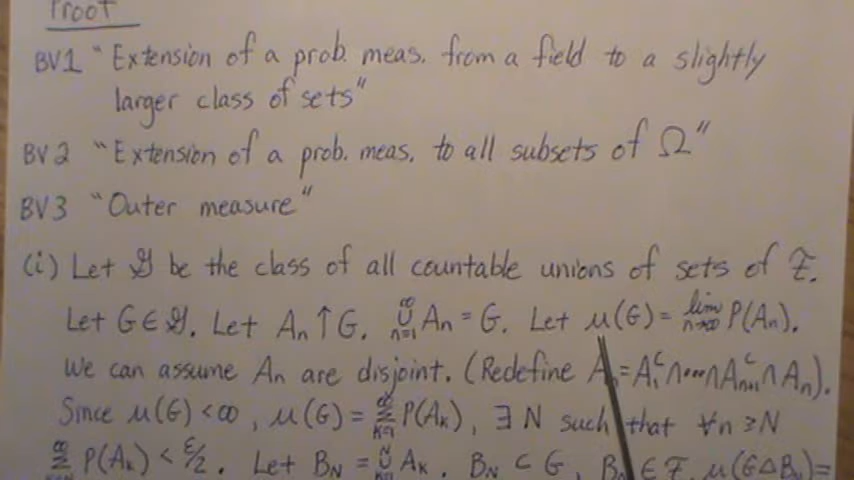 Proof
BV1 "Extension of a prob. meas. from a field to a slightly
larger class of sets"
BV2 "Extension of a prob. meas. to all subsets of Ω"
BV3 "Outer measure"
(i) Let 𝒢 be the class of all countable unions of sets of ℱ.
Let G ∈ 𝒢. Let Aₙ ↑ G. ∪_{n=1}^{∞} Aₙ = G. Let μ(G) = lim_{n→∞} P(Aₙ).
We can assume Aₙ are disjoint. (Redefine = A₁ᶜ ∩ ••• ∩ Aₙ₋₁ᶜ ∩ Aₙ).
Since μ(G) < ∞, μ(G) = Σ_{k=1}^{∞} P(Aₖ), ∃ N such that ∀n ≥ N
P(Aₖ) < ε/2. Let B_N = ∪^{N} Aₖ. B_N ⊂ G, ∈ ℱ, μ(G Δ B_N) =